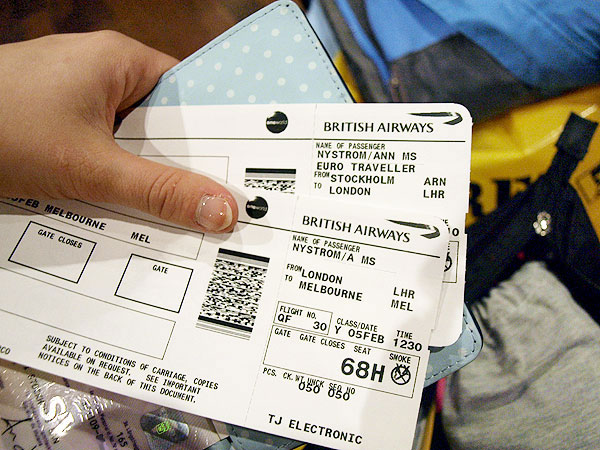 oneworld
BRITISH AIRWAYS
NAME OF PASSENGER
NYSTROM/ANN MS
EURO TRAVELLER
FROM STOCKHOLM ARN
TO LONDON LHR
oneworld
BRITISH AIRWAYS
NAME OF PASSENGER
NYSTROM/A MS
FROM LONDON LHR
TO MELBOURNE MEL
FLIGHT NO. CLASS/DATE TIME
QF 30 Y 05FEB 1230
GATE GATE CLOSES SEAT SMOKE
68H
PCS. CK. WT. UNCK SEQ NO
050 050
TJ ELECTRONIC
05FEB MELBOURNE MEL
GATE CLOSES
GATE
SUBJECT TO CONDITIONS OF CARRIAGE, COPIES
AVAILABLE ON REQUEST. SEE IMPORTANT
NOTICES ON THE BACK OF THIS DOCUMENT.
165